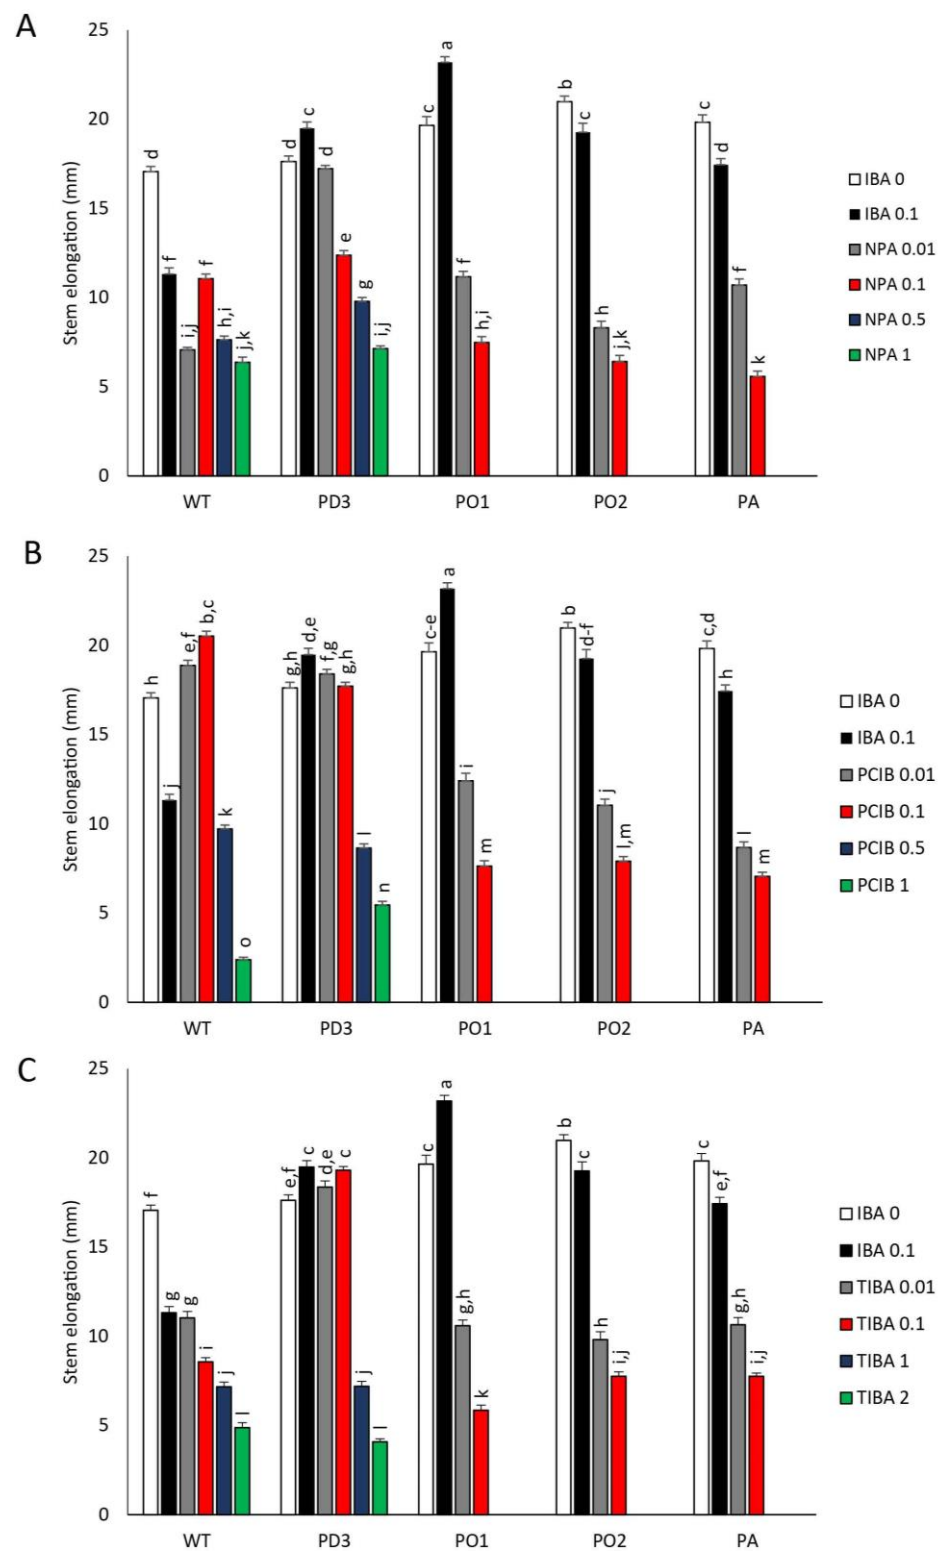 A
Stem elongation (mm)
25
20
15
10
5
0
d
f
i,j
f
h,i
j,k
d
c
d
e
g
i,j
c
a
f
h,i
b
c
h
j,k
c
d
f
k
WT
PD3
PO1
PO2
PA
IBA 0
IBA 0.1
NPA 0.01
NPA 0.1
NPA 0.5
NPA 1
B
Stem elongation (mm)
25
20
15
10
5
0
h
j
e,f
b,c
k
o
g,h
d,e
f,g
g,h
l
n
c-e
a
i
m
b
d-f
j
l,m
c,d
h
l
m
WT
PD3
PO1
PO2
PA
IBA 0
IBA 0.1
PCIB 0.01
PCIB 0.1
PCIB 0.5
PCIB 1
C
Stem elongation (mm)
25
20
15
10
5
0
f
g
g
i
j
l
e,f
c
d,e
c
j
l
c
a
g,h
k
b
c
h
i,j
c
e,f
g,h
i,j
WT
PD3
PO1
PO2
PA
IBA 0
IBA 0.1
TIBA 0.01
TIBA 0.1
TIBA 1
TIBA 2